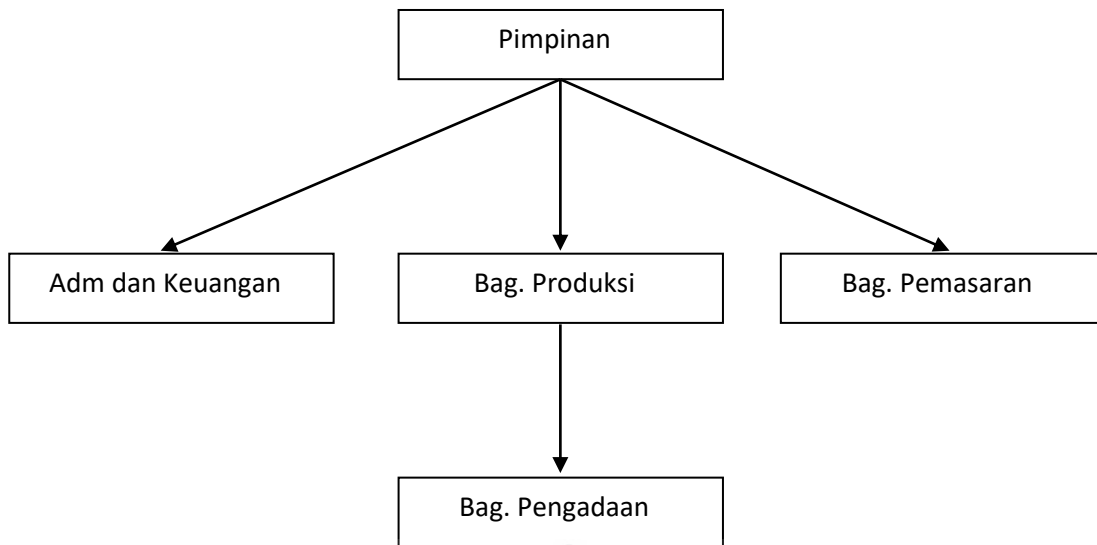 Pimpinan
Adm dan Keuangan
Bag. Produksi
Bag. Pemasaran
Bag. Pengadaan